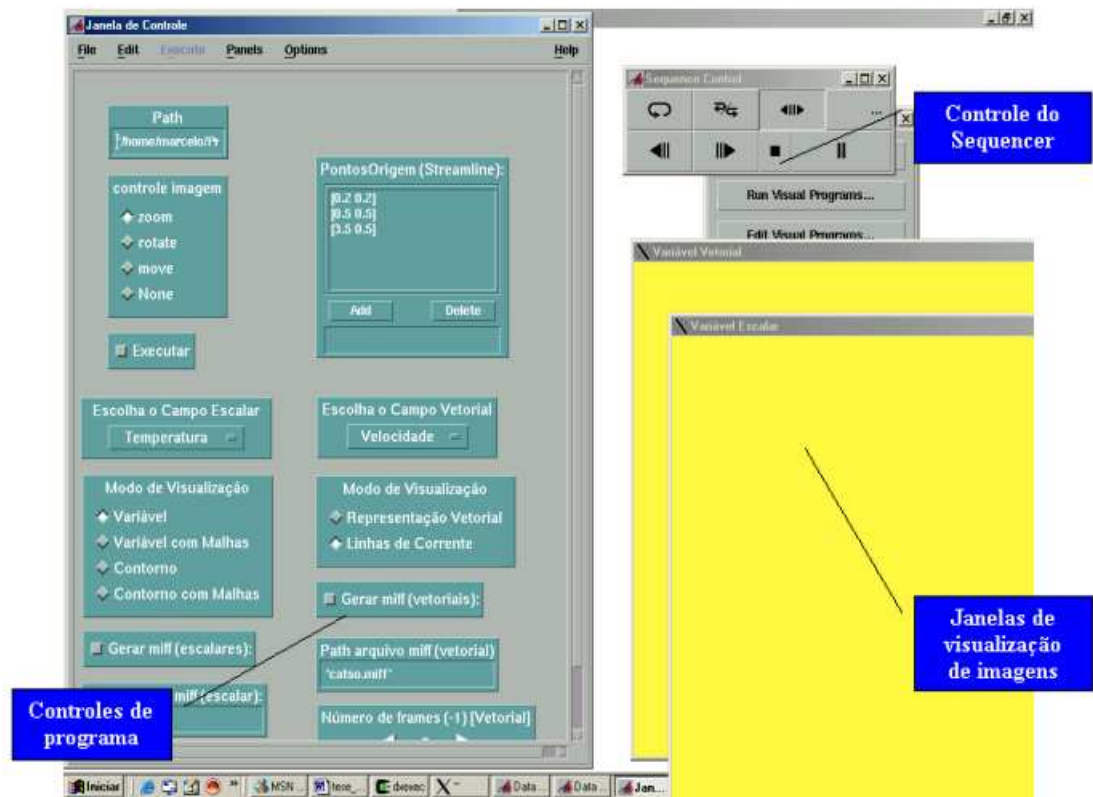 Janela de Controle
File Edit Execute Panels Options Help
Path
controle imagem
zoom
rotate
move
None
Executar
PontosOrigem (Streamline):
[0.2 0.2]
[0.5 0.5]
[3.5 0.5]
Add Delete
Escolha o Campo Escalar
Temperatura
Escolha o Campo Vetorial
Velocidade
Modo de Visualização
Variável
Variável com Malhas
Contorno
Contorno com Malhas
Modo de Visualização
Representação Vetorial
Linhas de Corrente
Gerar miff (vetoriais):
Gerar miff (escalares):
Path arquivo miff (vetorial)
miff (escalar):
Número de frames (-1) [Vetorial]
Controles de
programa
Sequence Control
...
Controle do
Sequencer
Run Visual Programs...
Edit Visual Programs...
Variável Vetorial
Variável Escalar
Janelas de
visualização
de imagens
Iniciar
»
MSN ...
tese_...
dxexec
X~
Data...
Data...
Jan...